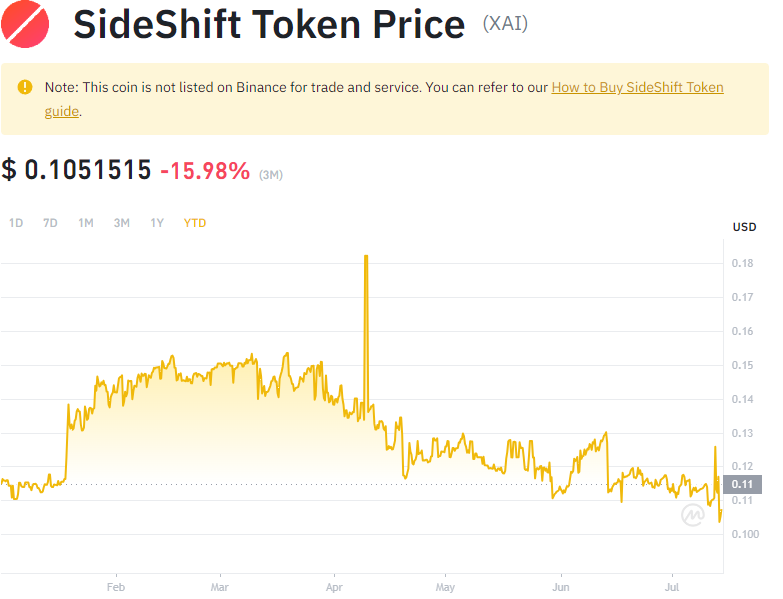 SideShift Token Price (XAI)
Note: This coin is not listed on Binance for trade and service. You can refer to our How to Buy SideShift Token
guide.
$ 0.1051515 -15.98% (3M)
1D 7D 1M 3M 1Y YTD
USD
0.18
0.17
0.16
0.15
0.14
0.13
0.12
0.11
0.11
0.100
Feb Mar Apr May Jun Jul